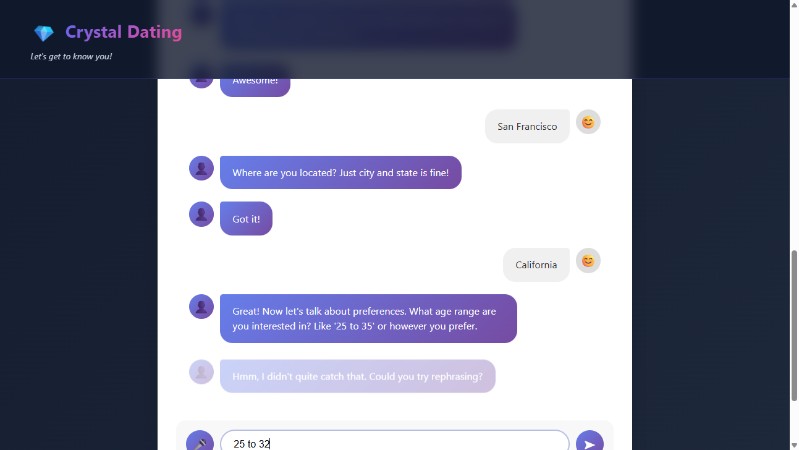 Crystal Dating
Let's get to know you!
Awesome!
San Francisco
Where are you located? Just city and state is fine!
Got it!
California
Great! Now let's talk about preferences. What age range are
you interested in? Like '25 to 35' or however you prefer.
Hmm, I didn't quite catch that. Could you try rephrasing?
25 to 32